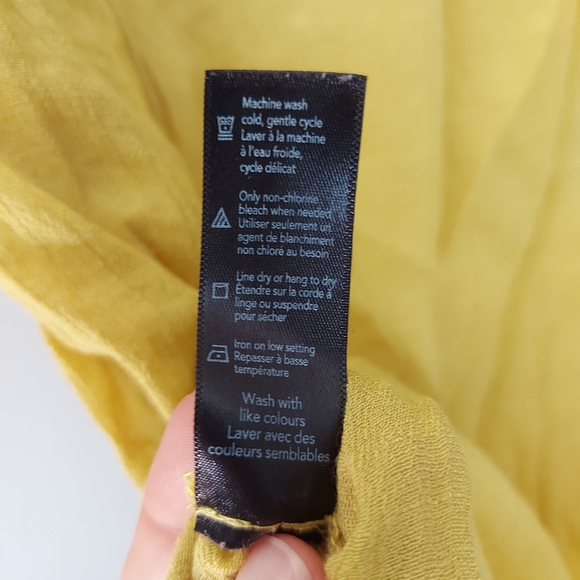 Machine wash
cold, gentle cycle
Laver à la machine
à l'eau froide,
cycle délicat
Only non-chlorine
bleach when needed
Utiliser seulement un
agent de blanchiment
non chloré au besoin
Line dry or hang to dry
Étendre sur la corde à
linge ou suspendre
pour sécher
Iron on low setting
Repasser à basse
température
Wash with
like colours
Laver avec des
couleurs semblables